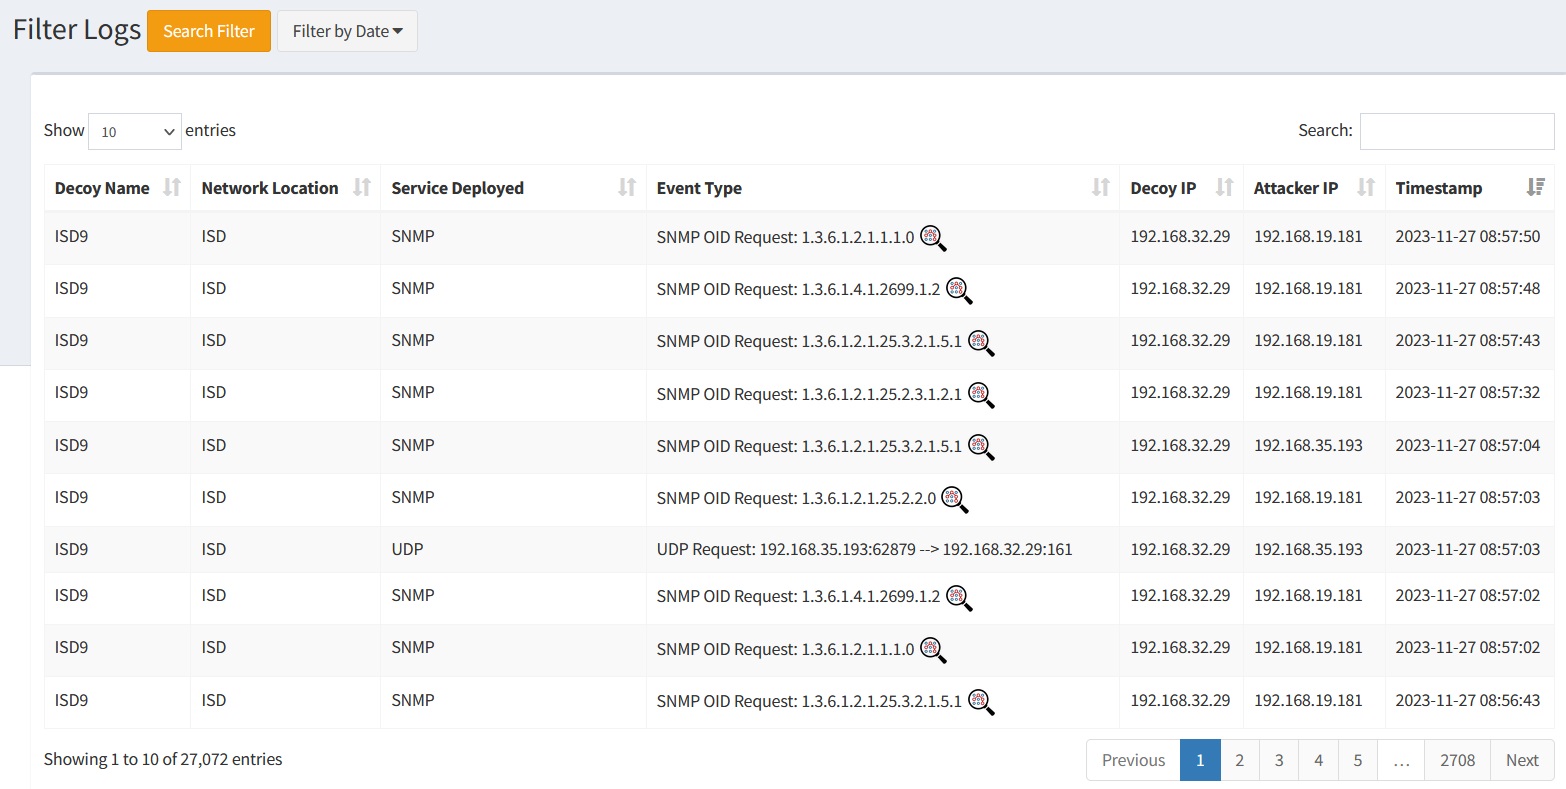 Filter Logs Search Filter Filter by Date
Show 10 entries Search:
Decoy Name Network Location Service Deployed Event Type Decoy IP Attacker IP Timestamp
ISD9 ISD SNMP SNMP OID Request: 1.3.6.1.2.1.1.1.0 192.168.32.29 192.168.19.181 2023-11-27 08:57:50
ISD9 ISD SNMP SNMP OID Request: 1.3.6.1.4.1.2699.1.2 192.168.32.29 192.168.19.181 2023-11-27 08:57:48
ISD9 ISD SNMP SNMP OID Request: 1.3.6.1.2.1.25.3.2.1.5.1 192.168.32.29 192.168.19.181 2023-11-27 08:57:43
ISD9 ISD SNMP SNMP OID Request: 1.3.6.1.2.1.25.2.3.1.2.1 192.168.32.29 192.168.19.181 2023-11-27 08:57:32
ISD9 ISD SNMP SNMP OID Request: 1.3.6.1.2.1.25.3.2.1.5.1 192.168.32.29 192.168.35.193 2023-11-27 08:57:04
ISD9 ISD SNMP SNMP OID Request: 1.3.6.1.2.1.25.2.2.0 192.168.32.29 192.168.19.181 2023-11-27 08:57:03
ISD9 ISD UDP UDP Request: 192.168.35.193:62879 --> 192.168.32.29:161 192.168.32.29 192.168.35.193 2023-11-27 08:57:03
ISD9 ISD SNMP SNMP OID Request: 1.3.6.1.4.1.2699.1.2 192.168.32.29 192.168.19.181 2023-11-27 08:57:02
ISD9 ISD SNMP SNMP OID Request: 1.3.6.1.2.1.1.1.0 192.168.32.29 192.168.19.181 2023-11-27 08:57:02
ISD9 ISD SNMP SNMP OID Request: 1.3.6.1.2.1.25.3.2.1.5.1 192.168.32.29 192.168.19.181 2023-11-27 08:56:43
Showing 1 to 10 of 27,072 entries Previous 1 2 3 4 5 … 2708 Next